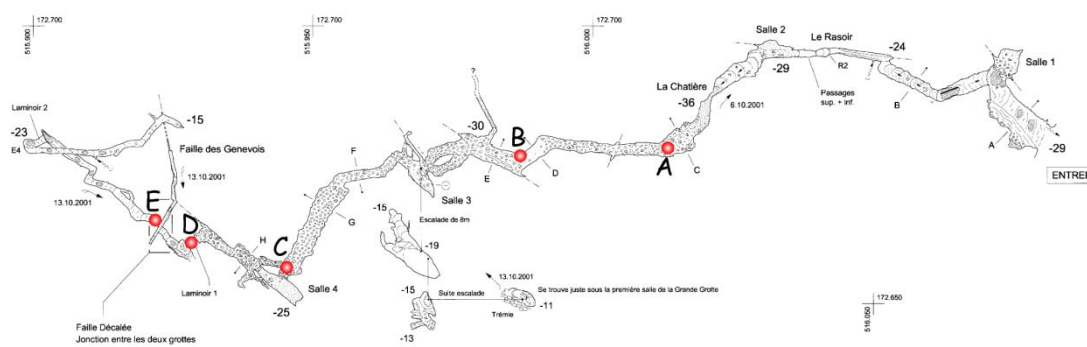 172.700
515.900
172.700
515.950
172.700
516.000
Salle 2
Le Rasoir
-24
Salle 1
-29
R2
Passages
sup. + inf.
B
La Chatière
-36
6.10.2001
A
-29
ENTREE
Laminoir 2
-23
E4
-15
Faille des Genevois
13.10.2001
13.10.2001
?
-30
B
A
C
D
E
F
G
Salle 3
Escalade de 8m
-15
-19
E
D
C
H
Laminoir 1
Salle 4
-25
-15
-13
Suite escalade
13.10.2001
Trémie
-11
Se trouve juste sous la première salle de la Grande Grotte
172.650
516.050
Faille Décalée
Jonction entre les deux grottes